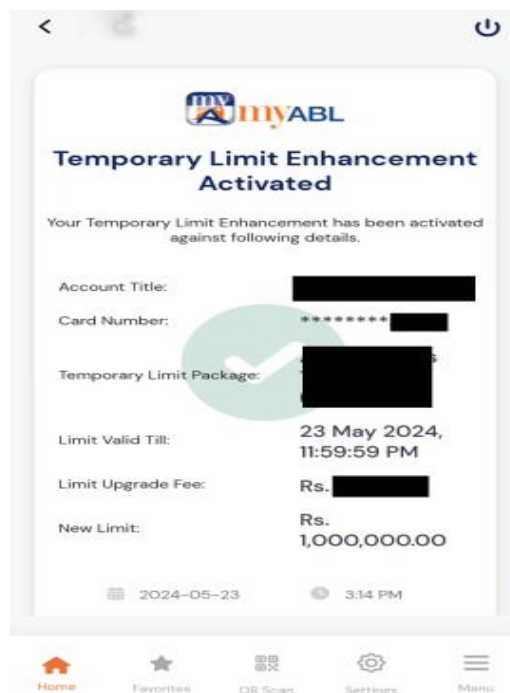 my myABL
Temporary Limit Enhancement
Activated
Your Temporary Limit Enhancement has been activated
against following details.
Account Title:
Card Number: ********
Temporary Limit Package:
Limit Valid Till: 23 May 2024,
11:59:59 PM
Limit Upgrade Fee: Rs.
New Limit: Rs.
1,000,000.00
2024-05-23 3:14 PM
Home Favorites QR Scan Settings Menu